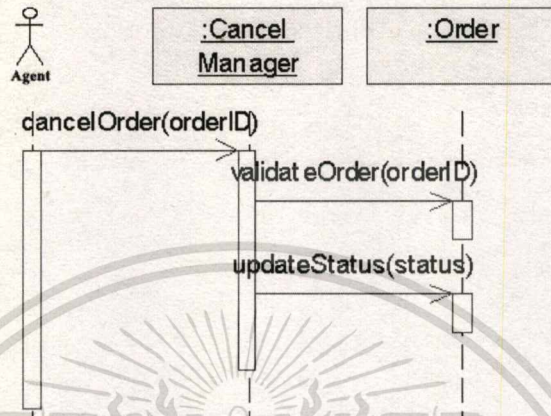 :Cancel
Manager
:Order
Agent
cancelOrder(orderID)
validateOrder(orderID)
updateStatus(status)